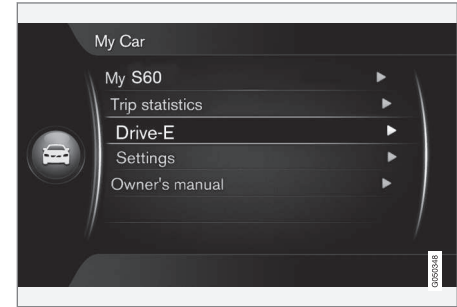 My Car
My S60
Trip statistics
Drive-E
Settings
Owner's manual
G050348